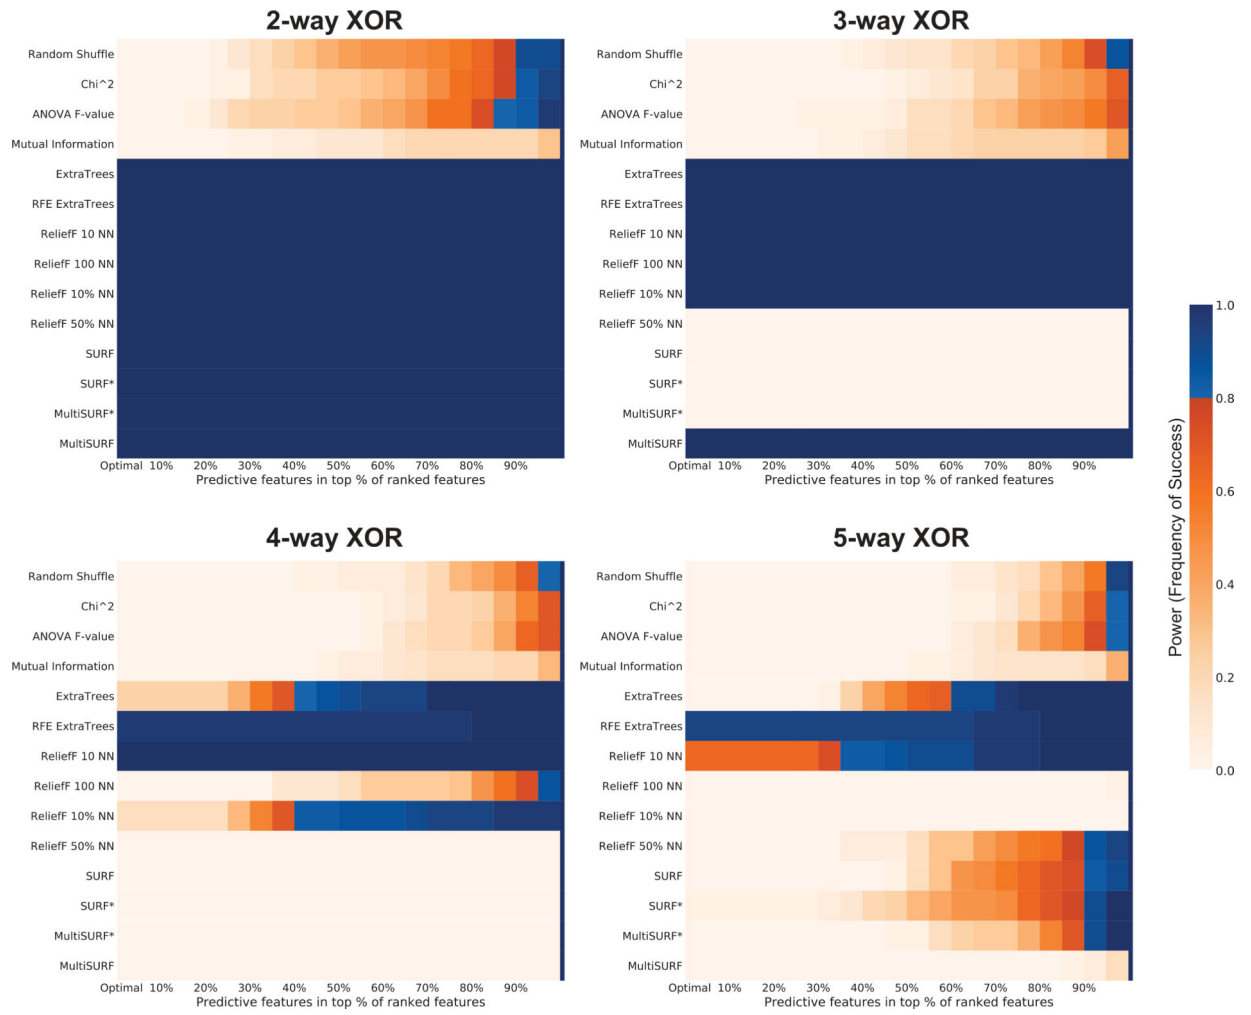 2-way XOR
Random Shuffle
Chi^2
ANOVA F-value
Mutual Information
ExtraTrees
RFE ExtraTrees
ReliefF 10 NN
ReliefF 100 NN
ReliefF 10% NN
ReliefF 50% NN
SURF
SURF*
MultiSURF*
MultiSURF
Optimal 10% 20% 30% 40% 50% 60% 70% 80% 90%
Predictive features in top % of ranked features
3-way XOR
Random Shuffle
Chi^2
ANOVA F-value
Mutual Information
ExtraTrees
RFE ExtraTrees
ReliefF 10 NN
ReliefF 100 NN
ReliefF 10% NN
ReliefF 50% NN
SURF
SURF*
MultiSURF*
MultiSURF
Optimal 10% 20% 30% 40% 50% 60% 70% 80% 90%
Predictive features in top % of ranked features
4-way XOR
Random Shuffle
Chi^2
ANOVA F-value
Mutual Information
ExtraTrees
RFE ExtraTrees
ReliefF 10 NN
ReliefF 100 NN
ReliefF 10% NN
ReliefF 50% NN
SURF
SURF*
MultiSURF*
MultiSURF
Optimal 10% 20% 30% 40% 50% 60% 70% 80% 90%
Predictive features in top % of ranked features
5-way XOR
Random Shuffle
Chi^2
ANOVA F-value
Mutual Information
ExtraTrees
RFE ExtraTrees
ReliefF 10 NN
ReliefF 100 NN
ReliefF 10% NN
ReliefF 50% NN
SURF
SURF*
MultiSURF*
MultiSURF
Optimal 10% 20% 30% 40% 50% 60% 70% 80% 90%
Predictive features in top % of ranked features
1.0
0.8
0.6
0.4
0.2
0.0
Power (Frequency of Success)